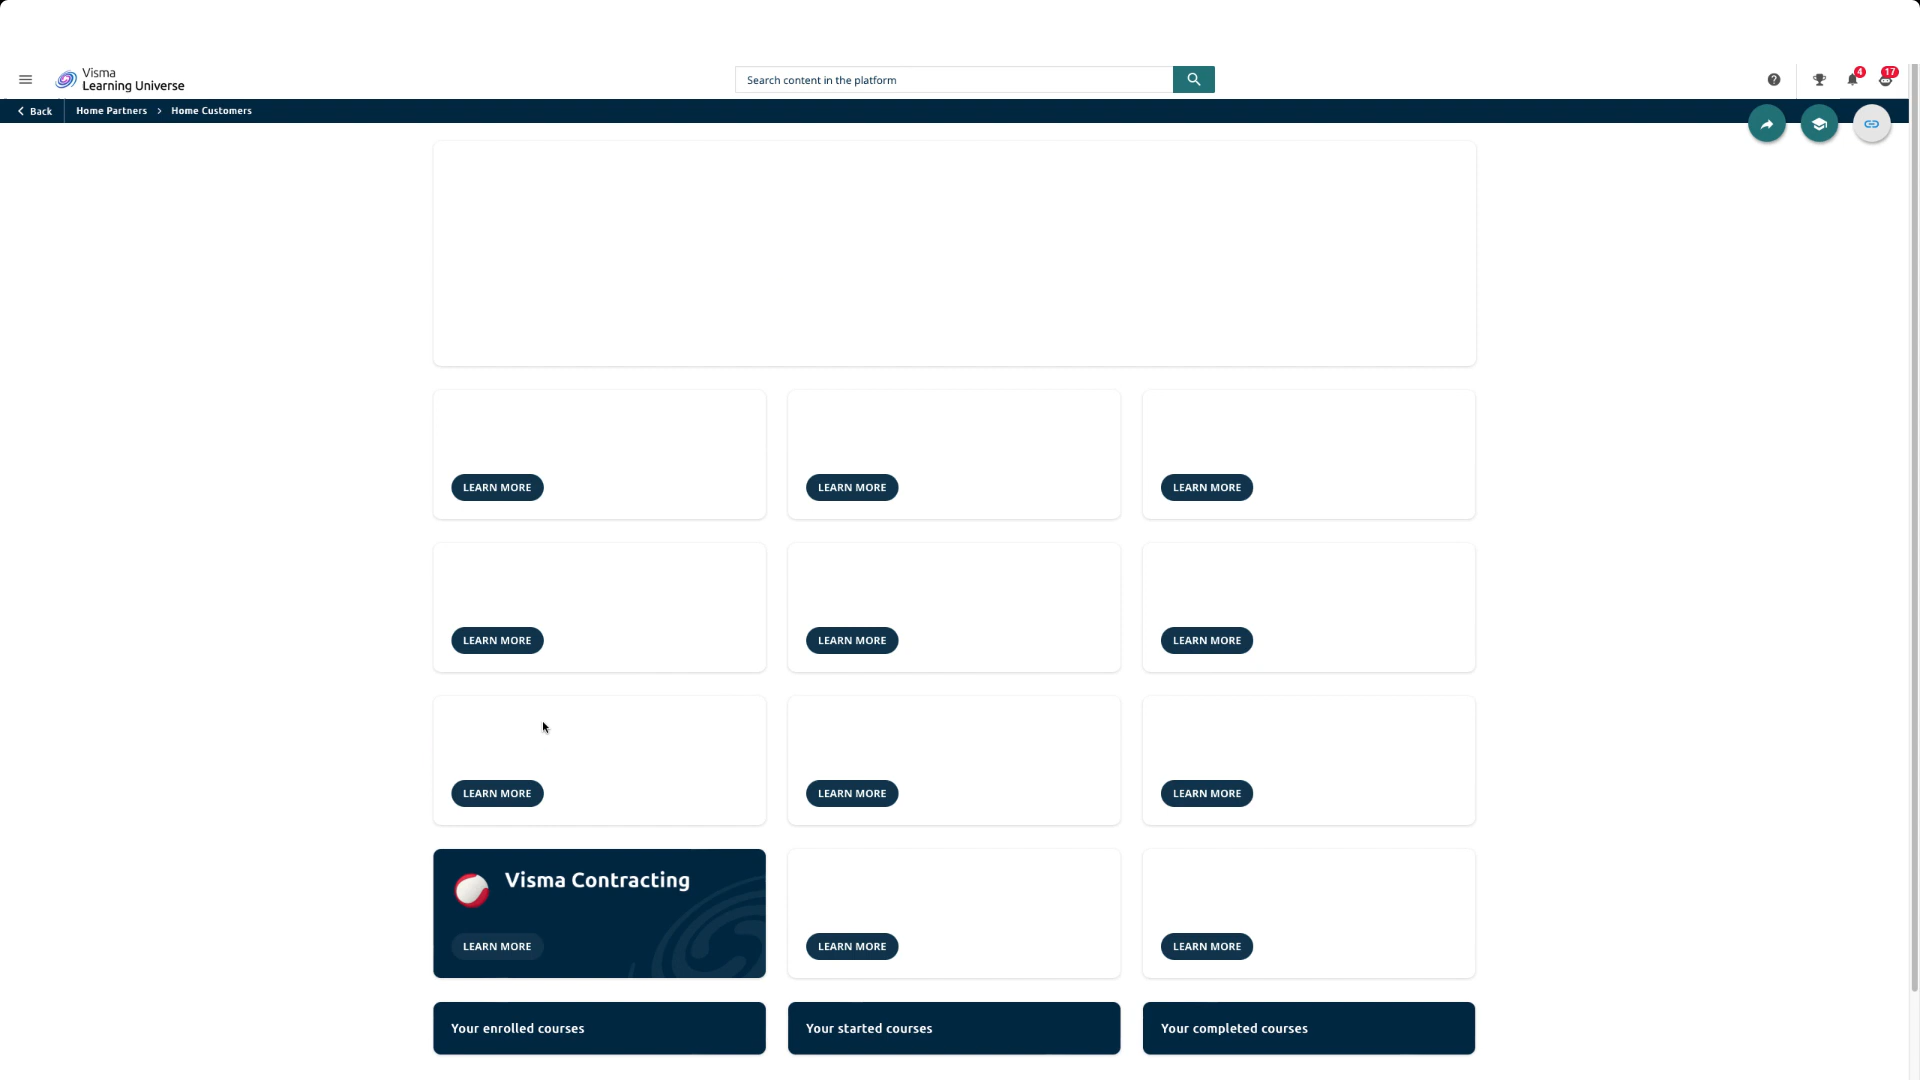 Visma
Learning Universe
Search content in the platform
4
17
Back
Home Partners > Home Customers
LEARN MORE
LEARN MORE
LEARN MORE
LEARN MORE
LEARN MORE
LEARN MORE
LEARN MORE
LEARN MORE
LEARN MORE
Visma Contracting
LEARN MORE
LEARN MORE
LEARN MORE
Your enrolled courses
Your started courses
Your completed courses